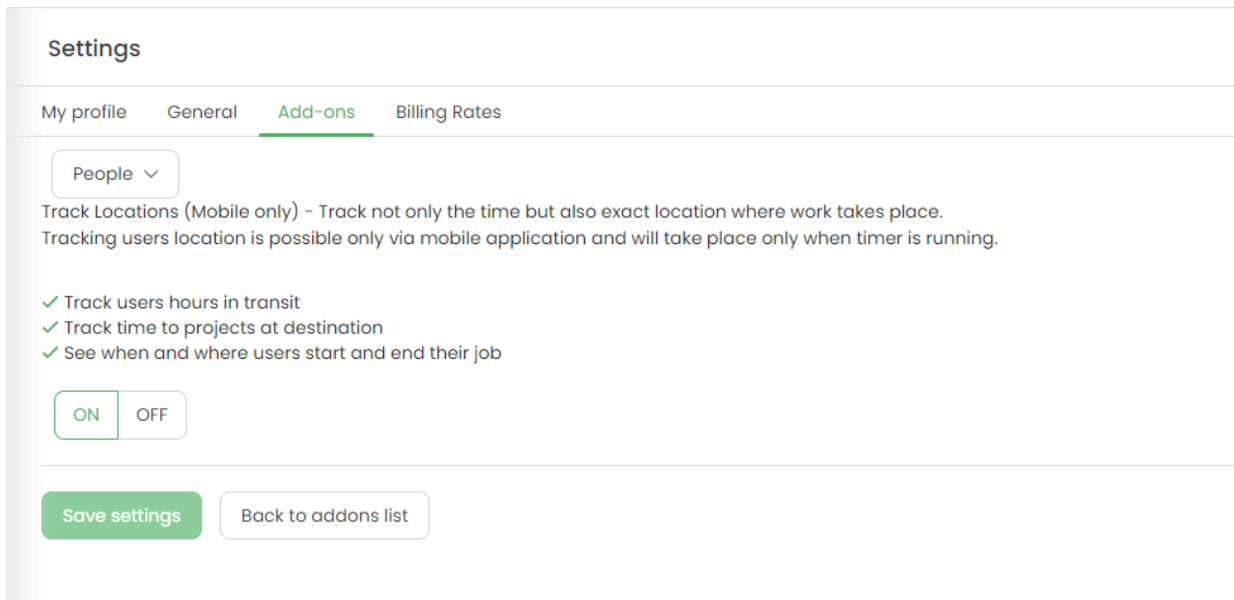 Settings
My profile General Add-ons Billing Rates
People
Track Locations (Mobile only) - Track not only the time but also exact location where work takes place.
Tracking users location is possible only via mobile application and will take place only when timer is running.
Track users hours in transit
Track time to projects at destination
See when and where users start and end their job
ON OFF
Save settings Back to addons list